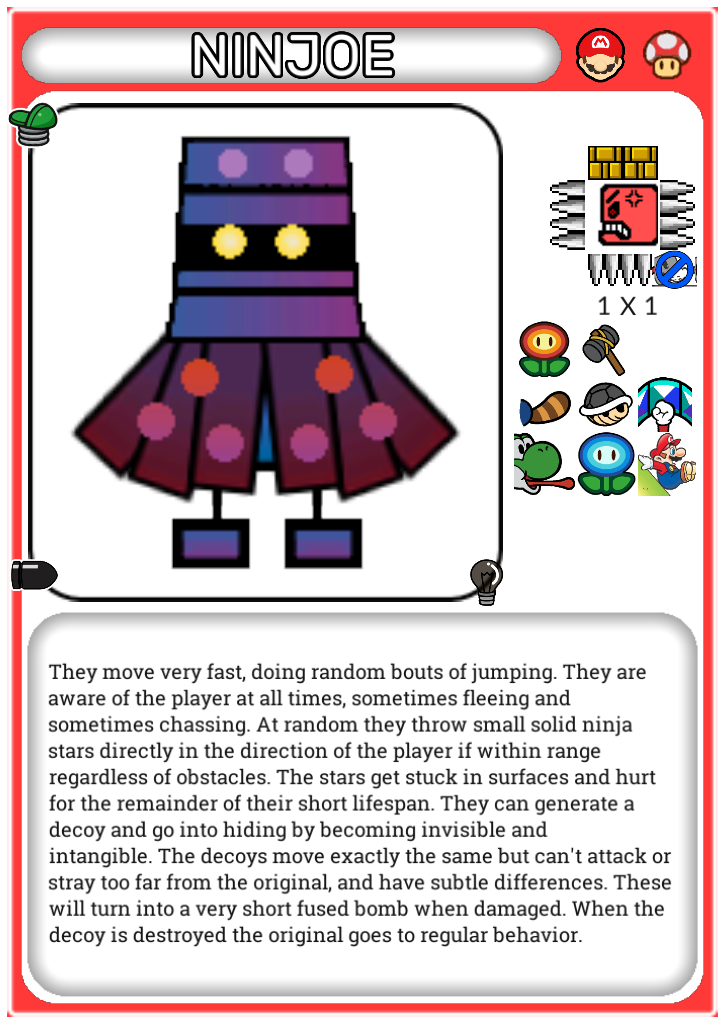 NINJOE
1 X 1
They move very fast, doing random bouts of jumping. They are
aware of the player at all times, sometimes fleeing and
sometimes chassing. At random they throw small solid ninja
stars directly in the direction of the player if within range
regardless of obstacles. The stars get stuck in surfaces and hurt
for the remainder of their short lifespan. They can generate a
decoy and go into hiding by becoming invisible and
intangible. The decoys move exactly the same but can't attack or
stray too far from the original, and have subtle differences. These
will turn into a very short fused bomb when damaged. When the
decoy is destroyed the original goes to regular behavior.